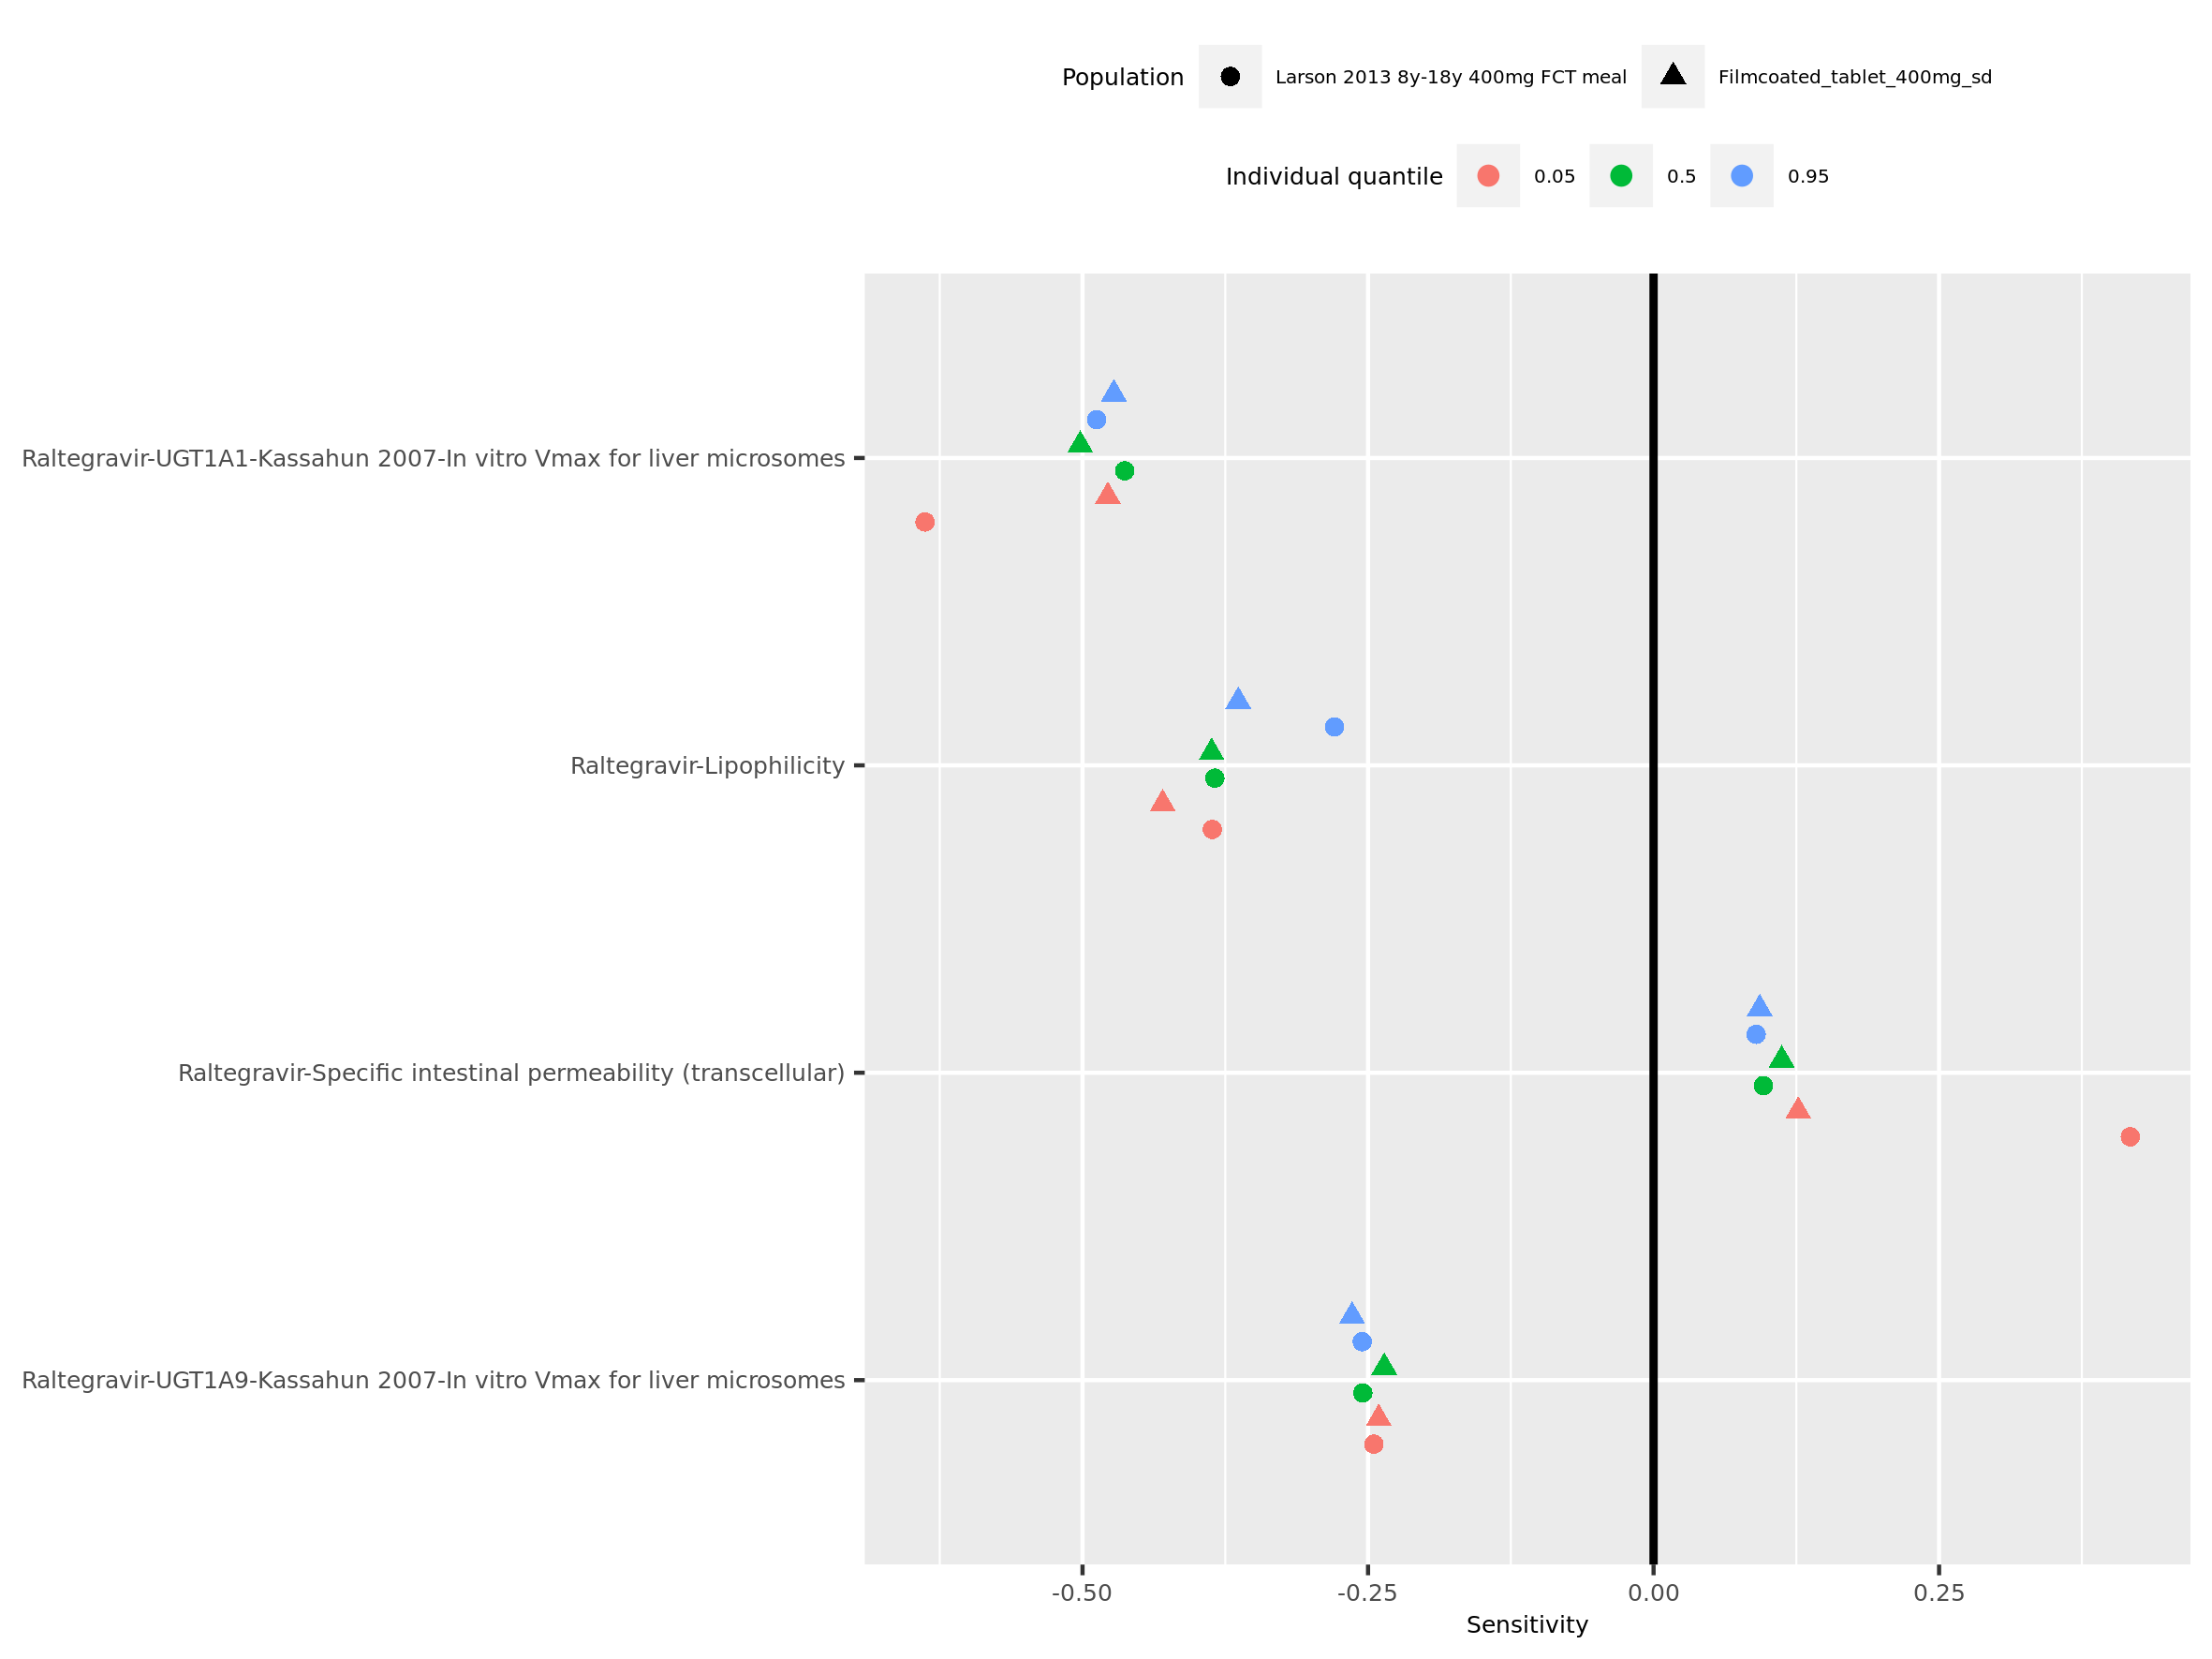 Population Larson 2013 8y-18y 400mg FCT meal Filmcoated_tablet_400mg_sd
Individual quantile 0.05 0.5 0.95
Raltegravir-UGT1A1-Kassahun 2007-In vitro Vmax for liver microsomes
Raltegravir-Lipophilicity
Raltegravir-Specific intestinal permeability (transcellular)
Raltegravir-UGT1A9-Kassahun 2007-In vitro Vmax for liver microsomes
-0.50 -0.25 0.00 0.25
Sensitivity